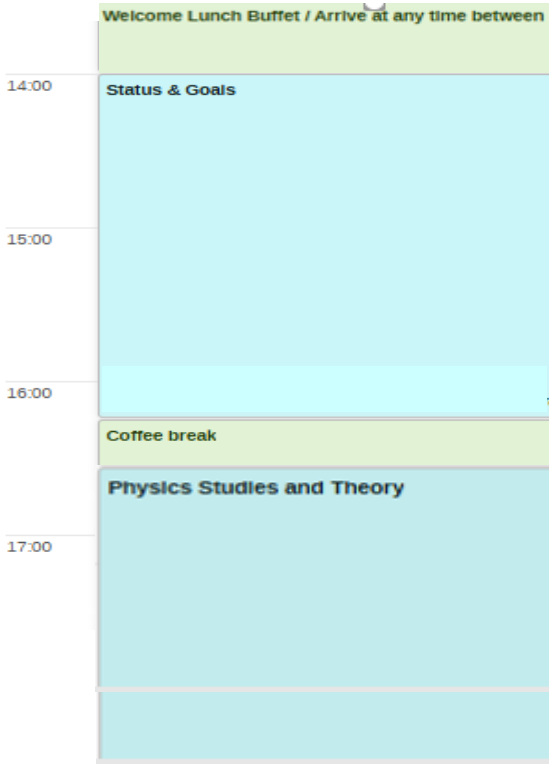 Welcome Lunch Buffet / Arrive at any time between
14:00
Status & Goals
15:00
16:00
Coffee break
Physics Studies and Theory
17:00